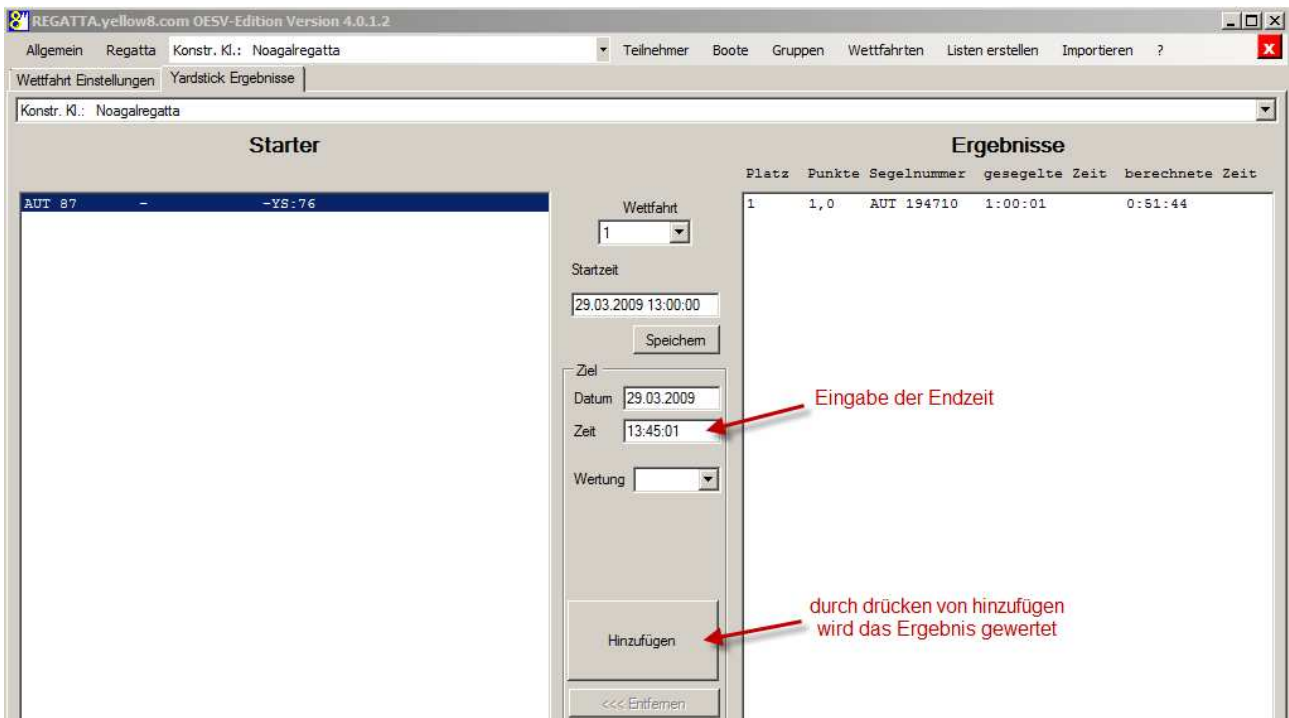 REGATTA.yellow8.com OESV-Edition Version 4.0.1.2
Allgemein Regatta Konstr. Kl.: Noagalregatta Teilnehmer Boote Gruppen Wettfahrten Listen erstellen Importieren ? x
Wettfahrt Einstellungen Yardstick Ergebnisse
Konstr. Kl.: Noagalregatta
Starter
AUT 87 - -YS:76
Wettfahrt
1
Startzeit
29.03.2009 13:00:00
Speichern
Ziel
Datum 29.03.2009
Zeit 13:45:01
Wertung
Hinzufügen
<<< Entfernen
Ergebnisse
Platz Punkte Segelnummer gesegelte Zeit berechnete Zeit
1 1,0 AUT 194710 1:00:01 0:51:44
Eingabe der Endzeit
durch drücken von hinzufügen
wird das Ergebnis gewertet